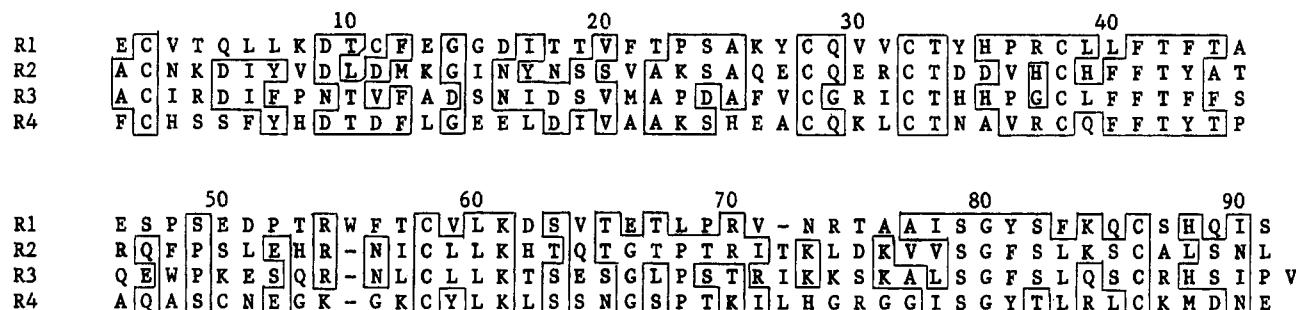 10 20 30 40
R1 E C V T Q L L K D T C F E G G D I T T V F T P S A K Y C Q V V C T Y H P R C L L F T F T A
R2 A C N K D I Y V D L D M K G I N Y N S S V A K S A Q E C Q E R C T D D V H C H F F T Y A T
R3 A C I R D I F P N T V F A D S N I D S V M A P D A F V C G R I C T H H P G C L F F T F F S
R4 F C H S S F Y H D T D F L G E E L D I V A A K S H E A C Q K L C T N A V R C Q F F T Y T P
50 60 70 80 90
R1 E S P S E D P T R W F T C V L K D S V T E T L P R V - N R T A A I S G Y S F K Q C S H Q I S
R2 R Q F P S L E H R - N I C L L K H T Q T G T P T R I T K L D K V V S G F S L K S C A L S N L
R3 Q E W P K E S Q R - N L C L L K T S E S G L P S T R I K K S K A L S G F S L Q S C R H S I P V
R4 A Q A S C N E G K - G K C Y L K L S S N G S P T K I L H G R G G I S G Y T L R L C K M D N E